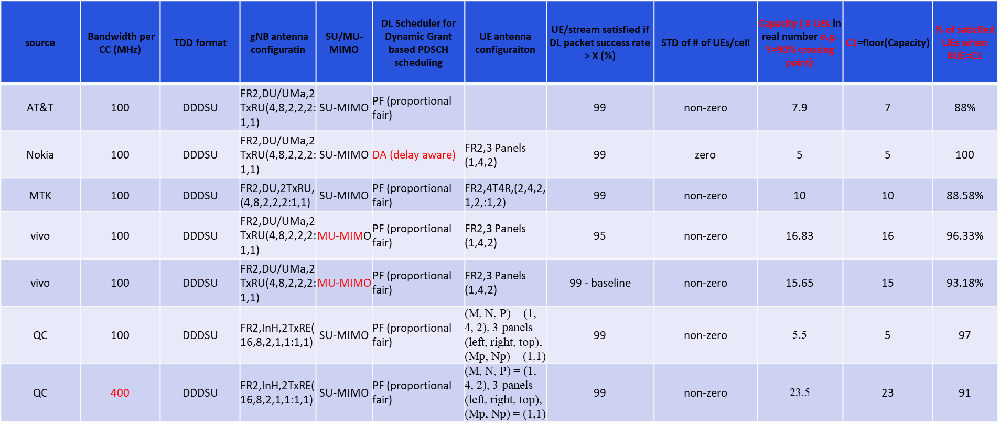 source
Bandwidth per
CC (MHz)
TDD format
gNB antenna
configuratin
SU/MU-
MIMO
DL Scheduler for
Dynamic Grant
based PDSCH
scheduling
UE antenna
configuraiton
UE/stream satisfied if
DL packet success rate
> X (%)
STD of # of UEs/cell
Capacity ( # UEs in
real number e.g.
Y=90% crossing
point)
C1=floor(Capacity)
% of satisfied
UEs when
#UE=C1
AT&T
100
DDDSU
FR2,DU/UMa,2
TxRU(4,8,2,2,2:
1,1)
SU-MIMO
PF (proportional
fair)
99
non-zero
7.9
7
88%
Nokia
100
DDDSU
FR2,DU/UMa,2
TxRU(4,8,2,2,2:
1,1)
SU-MIMO
DA (delay aware)
FR2,3 Panels
(1,4,2)
99
zero
5
5
100
MTK
100
DDDSU
FR2,DU,2TxRU,
(4,8,2,2,2:1,1)
SU-MIMO
PF (proportional
fair)
FR2,4T4R,(2,4,2,
1,2,:1,2)
99
non-zero
10
10
88.58%
vivo
100
DDDSU
FR2,DU/UMa,2
TxRU(4,8,2,2,2:
1,1)
MU-MIMO
PF (proportional
fair)
FR2,3 Panels
(1,4,2)
95
non-zero
16.83
16
96.33%
vivo
100
DDDSU
FR2,DU/UMa,2
TxRU(4,8,2,2,2:
1,1)
MU-MIMO
PF (proportional
fair)
FR2,3 Panels
(1,4,2)
99 - baseline
non-zero
15.65
15
93.18%
QC
100
DDDSU
FR2,InH,2TxRE(
16,8,2,1,1:1,1)
SU-MIMO
PF (proportional
fair)
(M, N, P) = (1,
4, 2), 3 panels
(left, right, top),
(Mp, Np) = (1,1)
99
non-zero
5.5
5
97
QC
400
DDDSU
FR2,InH,2TxRE(
16,8,2,1,1:1,1)
SU-MIMO
PF (proportional
fair)
(M, N, P) = (1,
4, 2), 3 panels
(left, right, top),
(Mp, Np) = (1,1)
99
non-zero
23.5
23
91